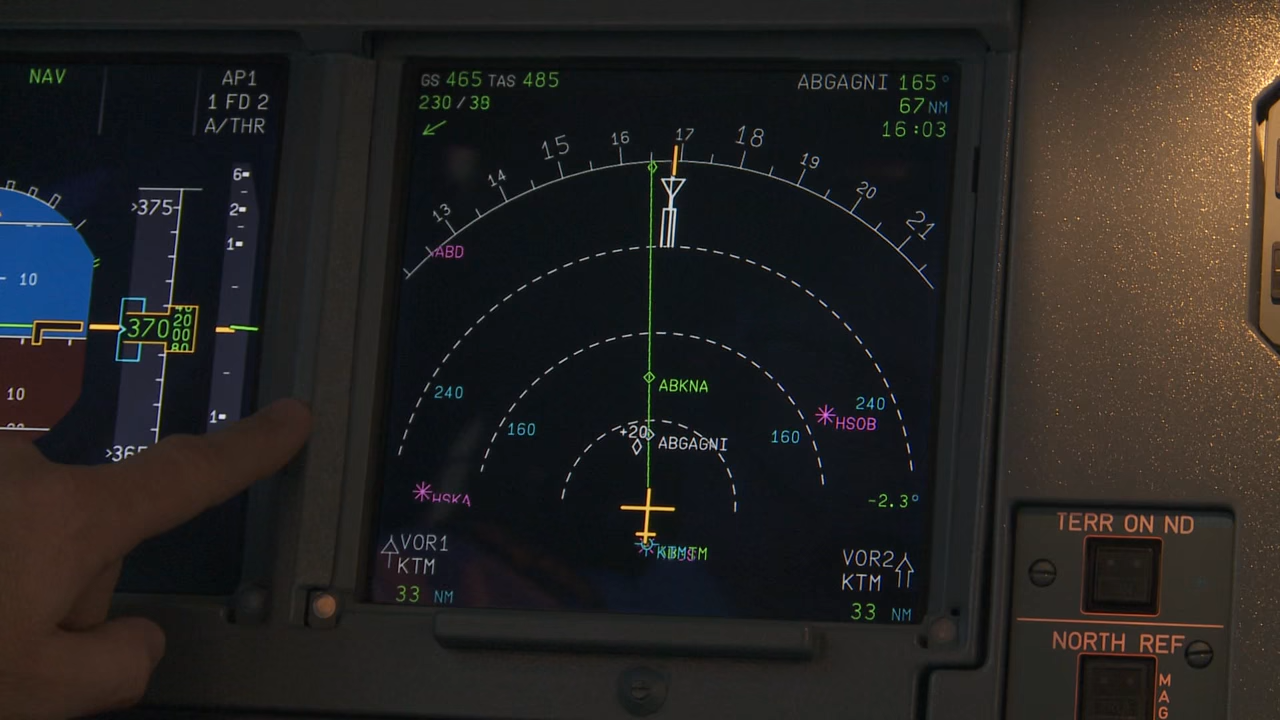 NAV
AP1
1 FD 2
A/THR
6
2
1
>375
10
370
40
20
00
80
10
1
>365
GS 465 TAS 485
230 / 38
ABGAGNI 165°
67 NM
16:03
13
14
15
16
17
18
19
20
21
ABD
ABKNA
240
240
160
160
HSOB
+20
ABGAGNI
HSKA
-2.3°
VOR1
KTM
33 NM
VOR2
KTM
33 NM
TERR ON ND
NORTH REF
MAG